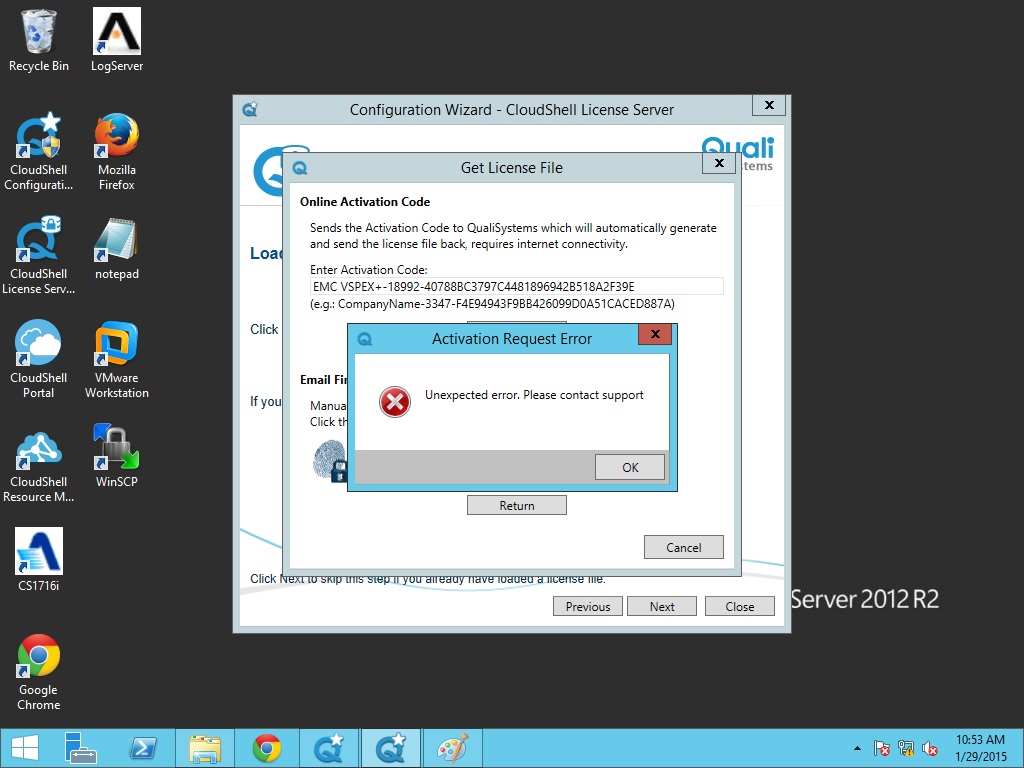 Recycle Bin
LogServer
CloudShell
Configurati...
Mozilla
Firefox
CloudShell
License Serv...
notepad
CloudShell
Portal
VMware
Workstation
CloudShell
Resource M...
WinSCP
CS1716i
Google
Chrome
Configuration Wizard - CloudShell License Server
x
Quali
tems
Load
Click
If you
Click Next to skip this step if you already have loaded a license file.
Previous
Next
Close
Get License File
x
Online Activation Code
Sends the Activation Code to QualiSystems which will automatically generate
and send the license file back, requires internet connectivity.
Enter Activation Code:
EMC VSPEX+-18992-40788BC3797C4481896942B518A2F39E
(e.g.: CompanyName-3347-F4E94943F9BB426099D0A51CACED887A)
Email Fi
Manua
Click th
Return
Cancel
Activation Request Error
x
Unexpected error. Please contact support
OK
Server 2012 R2
10:53 AM
1/29/2015